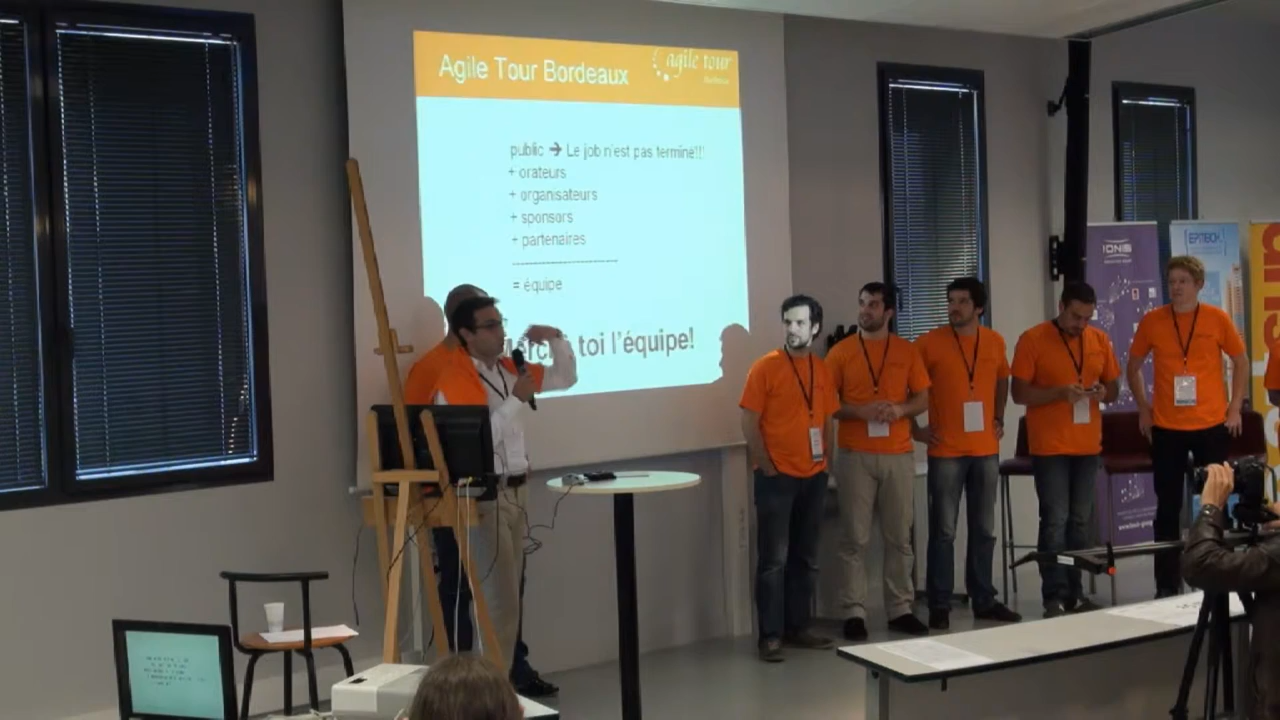 Agile Tour Bordeaux
agile tour
public ➔ Le job n'est pas terminé!!!
+ orateurs
+ organisateurs
+ sponsors
+ partenaires
= équipe
toi l'équipe!
IONIS
EPITECH